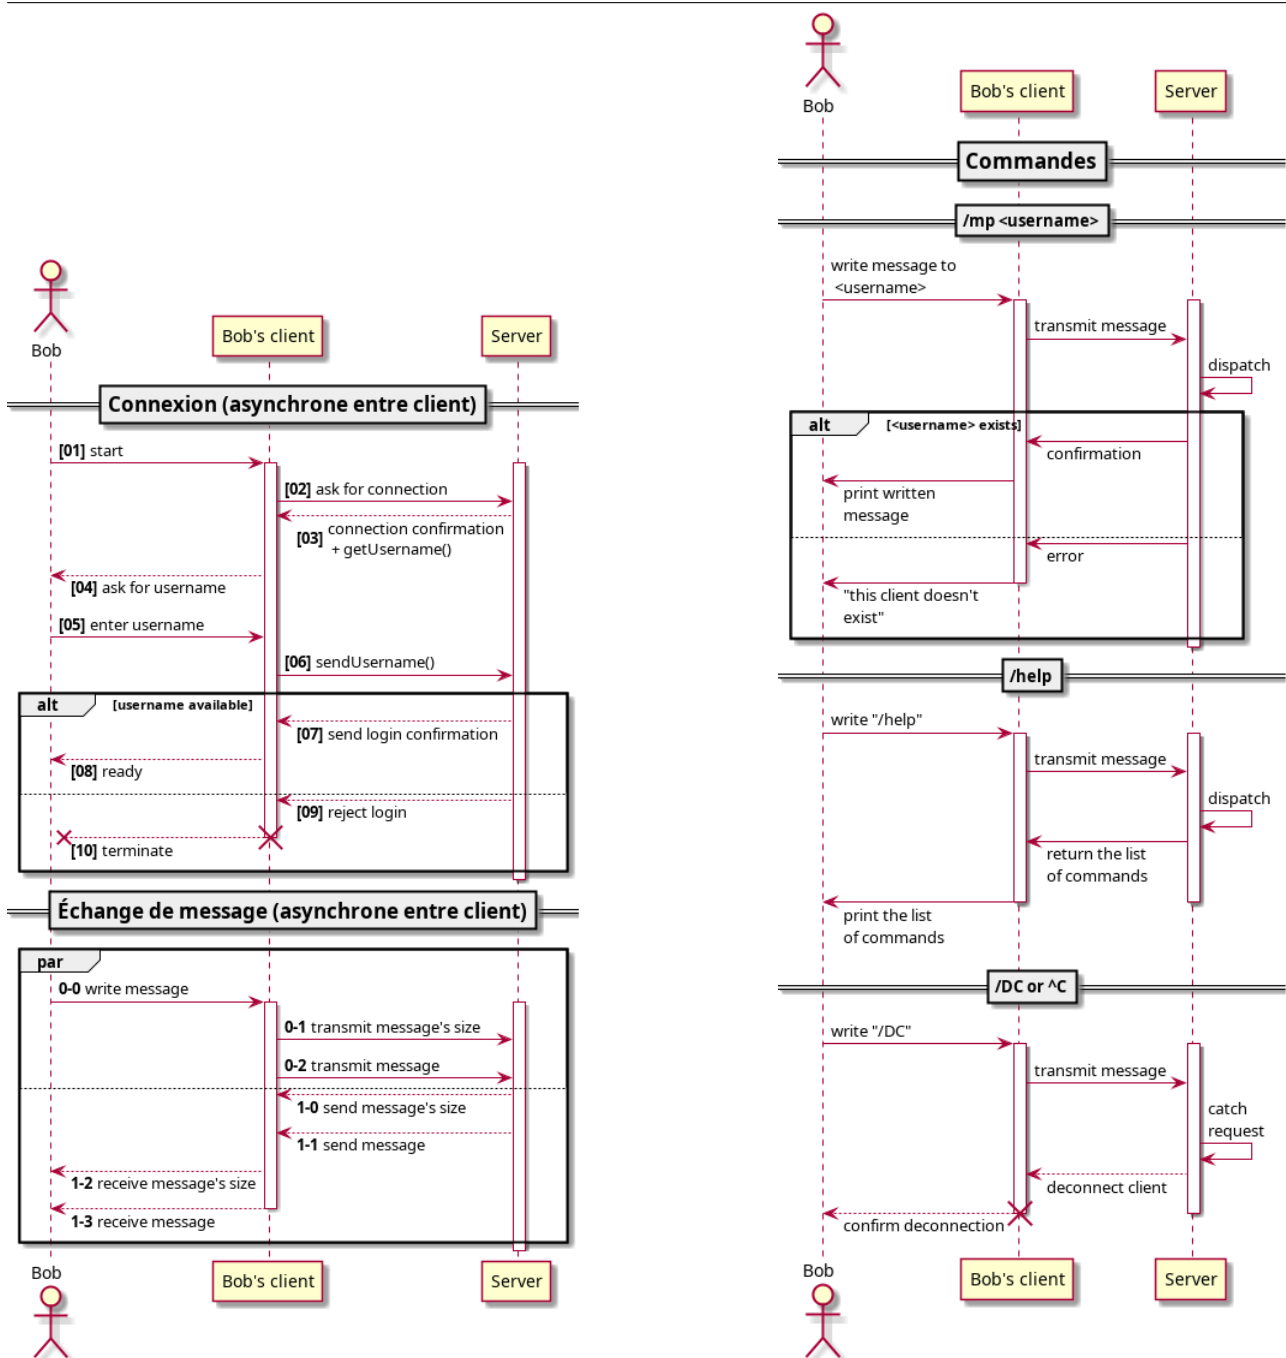 Bob
Bob's client
Server
Connexion (asynchrone entre client)
[01] start
[02] ask for connection
[03] connection confirmation
+ getUsername()
[04] ask for username
[05] enter username
[06] sendUsername()
alt [username available]
[07] send login confirmation
[08] ready
[09] reject login
[10] terminate
Échange de message (asynchrone entre client)
par
0-0 write message
0-1 transmit message's size
0-2 transmit message
1-0 send message's size
1-1 send message
1-2 receive message's size
1-3 receive message
Bob
Bob's client
Server
Bob
Bob's client
Server
Commandes
/mp <username>
write message to
<username>
transmit message
dispatch
alt [<username> exists]
confirmation
print written
message
error
"this client doesn't
exist"
/help
write "/help"
transmit message
dispatch
return the list
of commands
print the list
of commands
/DC or ^C
write "/DC"
transmit message
catch
request
deconnect client
confirm deconnection
Bob
Bob's client
Server